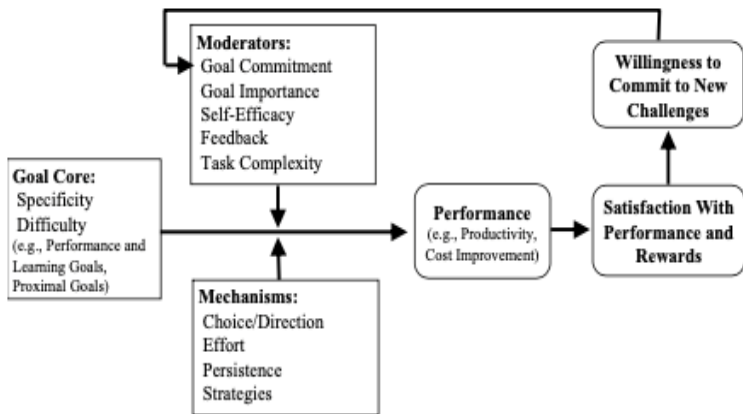 Moderators:
Goal Commitment
Goal Importance
Self-Efficacy
Feedback
Task Complexity
Willingness to
Commit to New
Challenges
Goal Core:
Specificity
Difficulty
(e.g., Performance and
Learning Goals,
Proximal Goals)
Performance
(e.g., Productivity,
Cost Improvement)
Satisfaction With
Performance and
Rewards
Mechanisms:
Choice/Direction
Effort
Persistence
Strategies